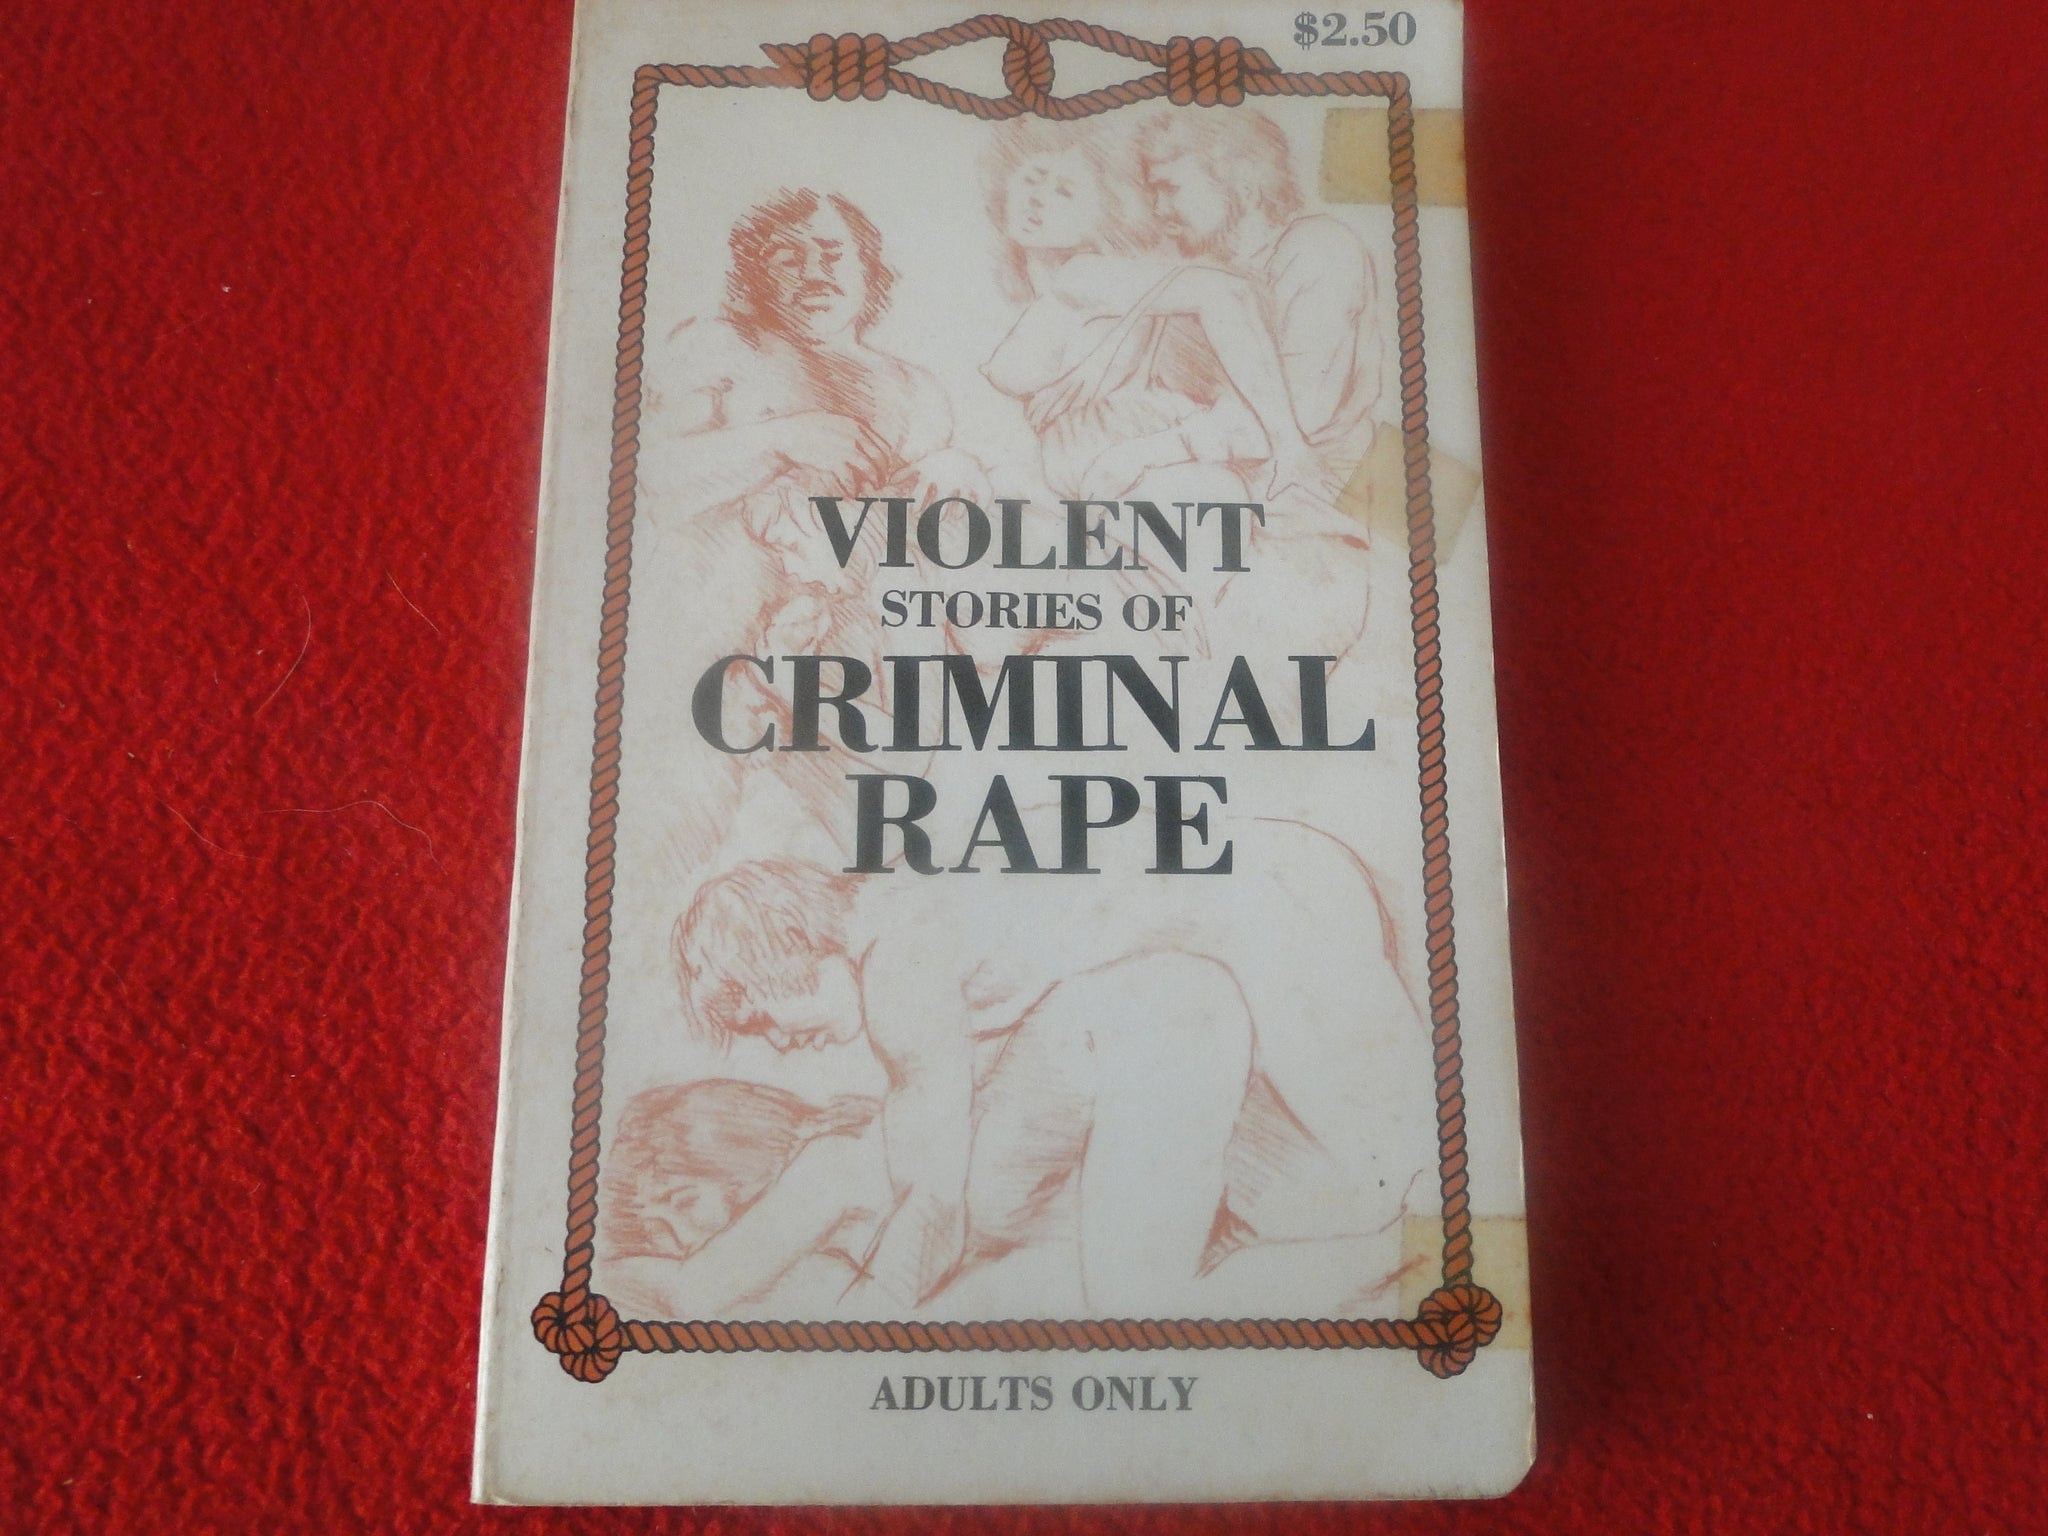 $2.50
VIOLENT
STORIES OF
CRIMINAL
RAPE
ADULTS ONLY